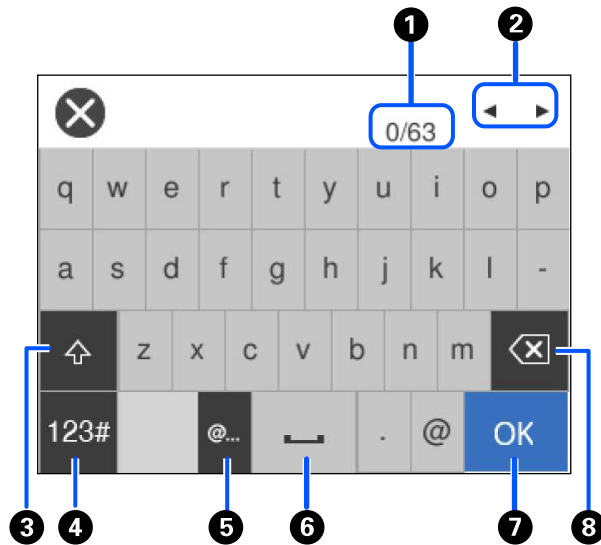 1 2
0/63 ◄ ►
q w e r t y u i o p
a s d f g h j k l -
z x c v b n m
123# @... . @ OK
3 4 5 6 7 8